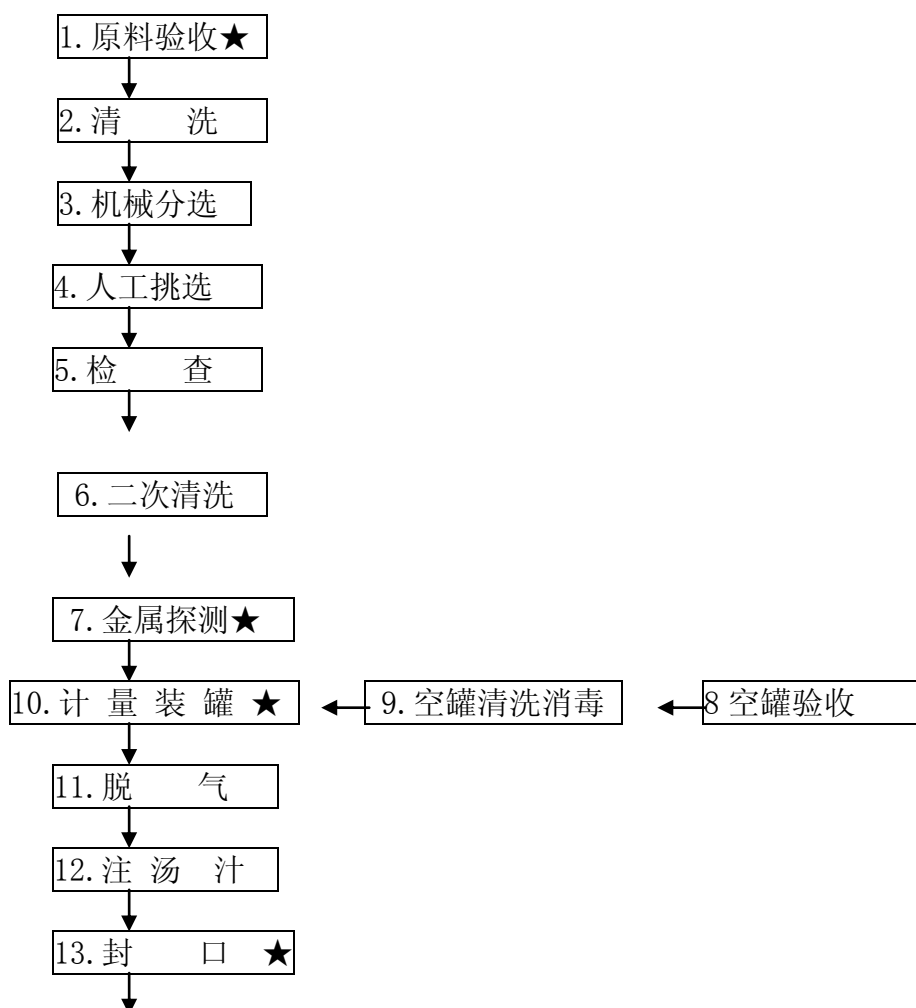 1.原料验收★
2.清 洗
3.机械分选
4.人工挑选
5.检 查
6.二次清洗
7.金属探测★
10.计 量 装 罐 ★ 9.空罐清洗消毒 8 空罐验收
11.脱 气
12.注 汤 汁
13.封 口 ★